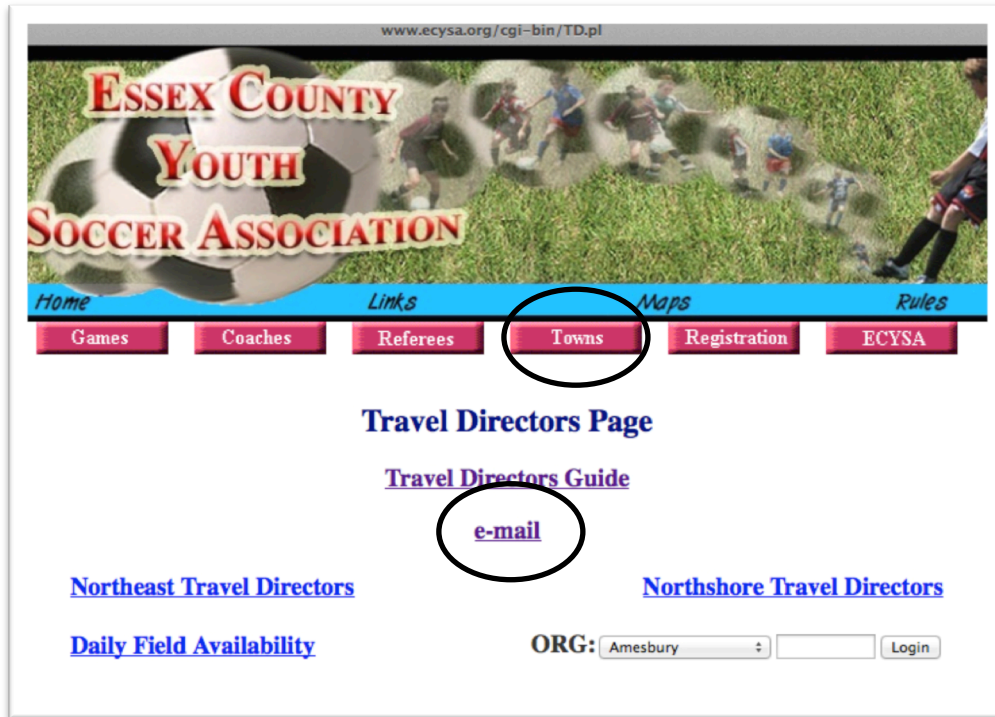 www.ecysa.org/cgi-bin/TD.pl
ESSEX COUNTY
YOUTH
SOCCER ASSOCIATION
Home Links Maps Rules
Games Coaches Referees Towns Registration ECYSA
Travel Directors Page
Travel Directors Guide
e-mail
Northeast Travel Directors Northshore Travel Directors
Daily Field Availability ORG: Amesbury Login